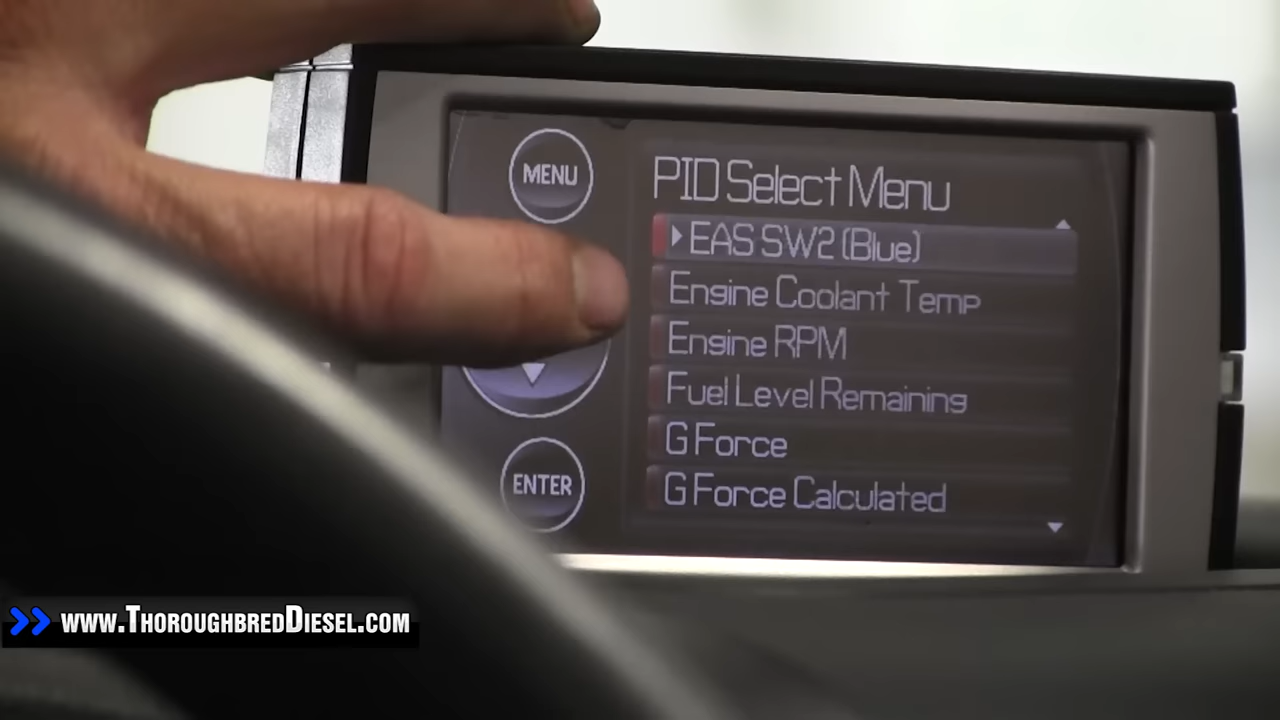 MENU
PID Select Menu
EAS SW2 (Blue)
Engine Coolant Temp
Engine RPM
Fuel Level Remaining
G Force
G Force Calculated
ENTER
www.ThoroughbredDiesel.com